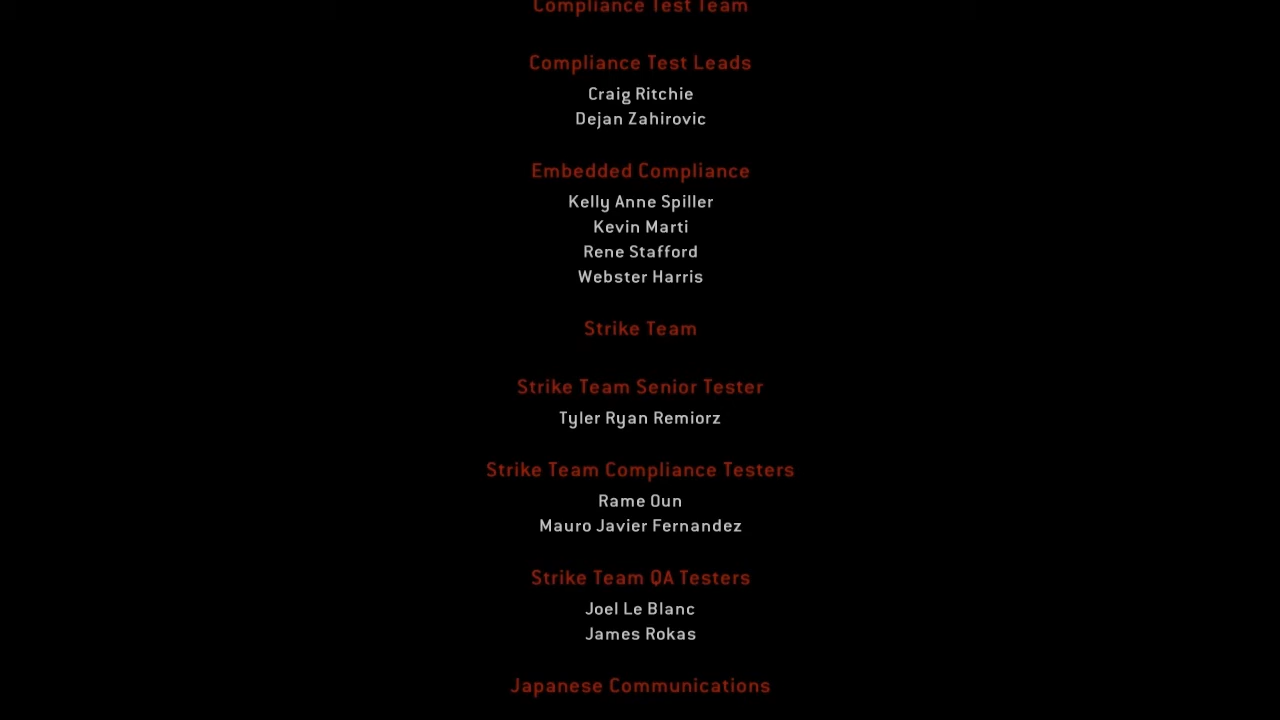 Compliance Test Team
Compliance Test Leads
Craig Ritchie
Dejan Zahirovic
Embedded Compliance
Kelly Anne Spiller
Kevin Marti
Rene Stafford
Webster Harris
Strike Team
Strike Team Senior Tester
Tyler Ryan Remiorz
Strike Team Compliance Testers
Rame Oun
Mauro Javier Fernandez
Strike Team QA Testers
Joel Le Blanc
James Rokas
Japanese Communications